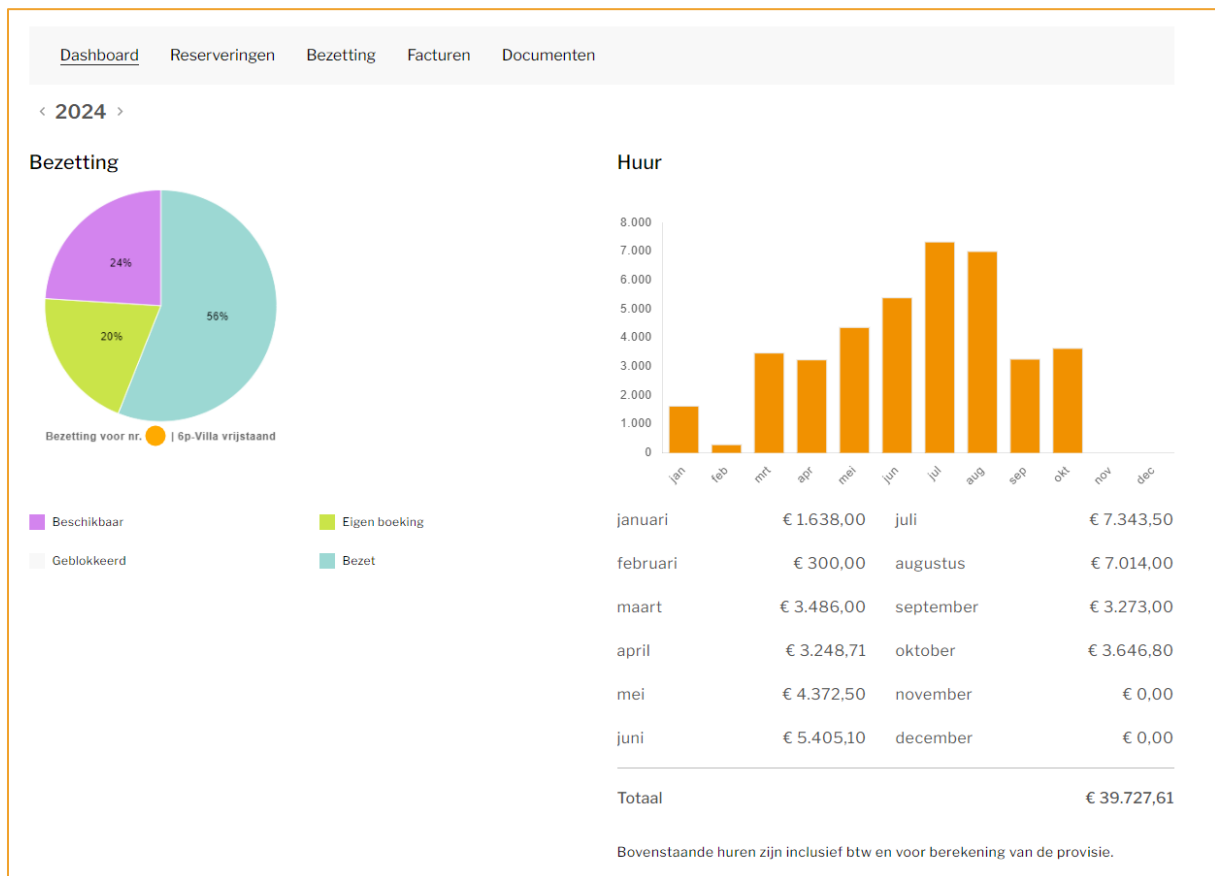 Dashboard Reserveringen Bezetting Facturen Documenten
< 2024 >
Bezetting
24%
56%
20%
Bezetting voor nr. | 6p-Villa vrijstaand
Beschikbaar Eigen boeking
Geblokkeerd Bezet
Huur
8.000
7.000
6.000
5.000
4.000
3.000
2.000
1.000
0
jan feb mrt apr mei jun jul aug sep okt nov dec
januari € 1.638,00 juli € 7.343,50
februari € 300,00 augustus € 7.014,00
maart € 3.486,00 september € 3.273,00
april € 3.248,71 oktober € 3.646,80
mei € 4.372,50 november € 0,00
juni € 5.405,10 december € 0,00
Totaal € 39.727,61
Bovenstaande huren zijn inclusief btw en voor berekening van de provisie.